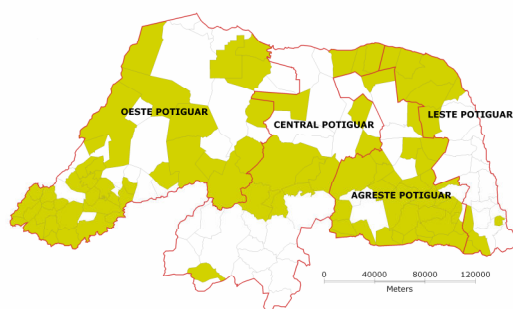 OESTE POTIGUAR
LESTE POTIGUAR
CENTRAL POTIGUAR
AGRESTE POTIGUAR
0 40000 80000 120000
Meters